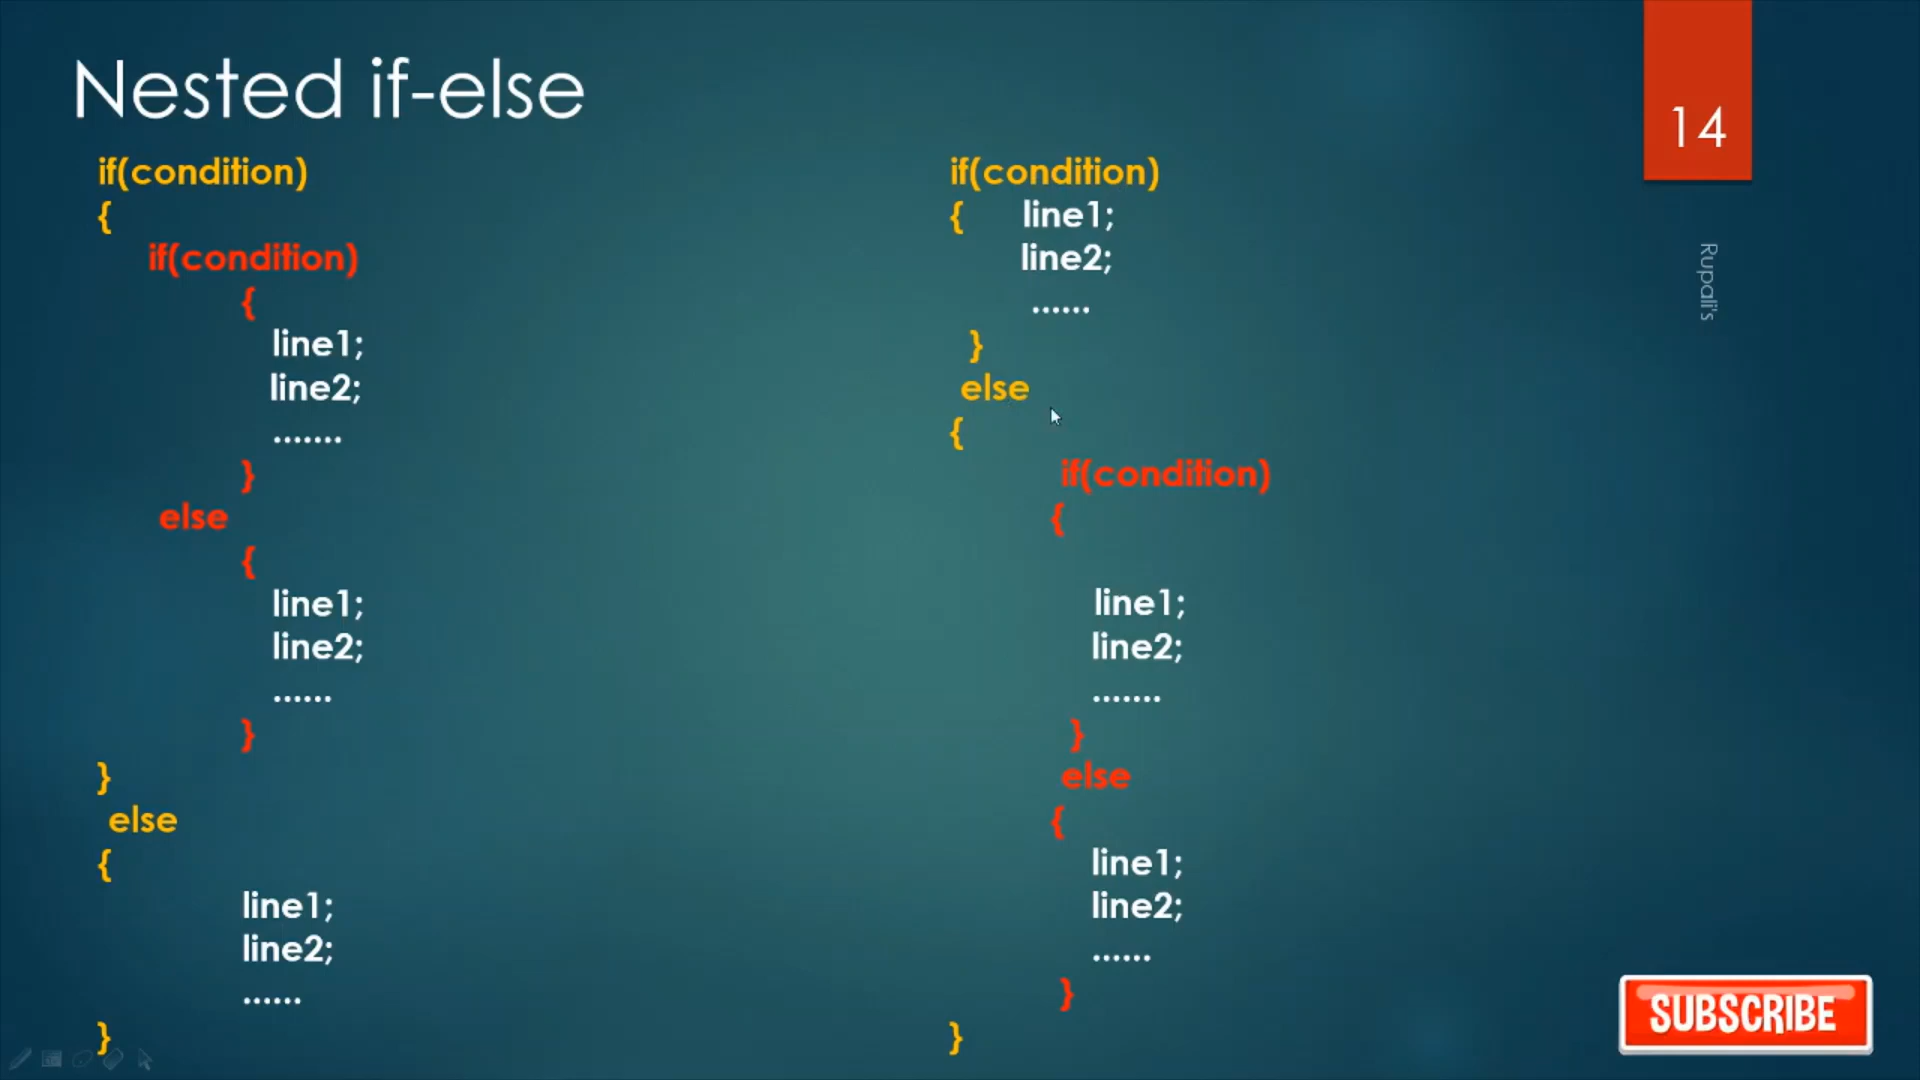 Nested if-else
if(condition)
{
if(condition)
{
line1;
line2;
.......
}
else
{
line1;
line2;
......
}
}
else
{
line1;
line2;
......
}
if(condition)
{ line1;
line2;
......
}
else
{
if(condition)
{
line1;
line2;
.......
}
else
{
line1;
line2;
......
}
}
14
Rupali's
SUBSCRIBE